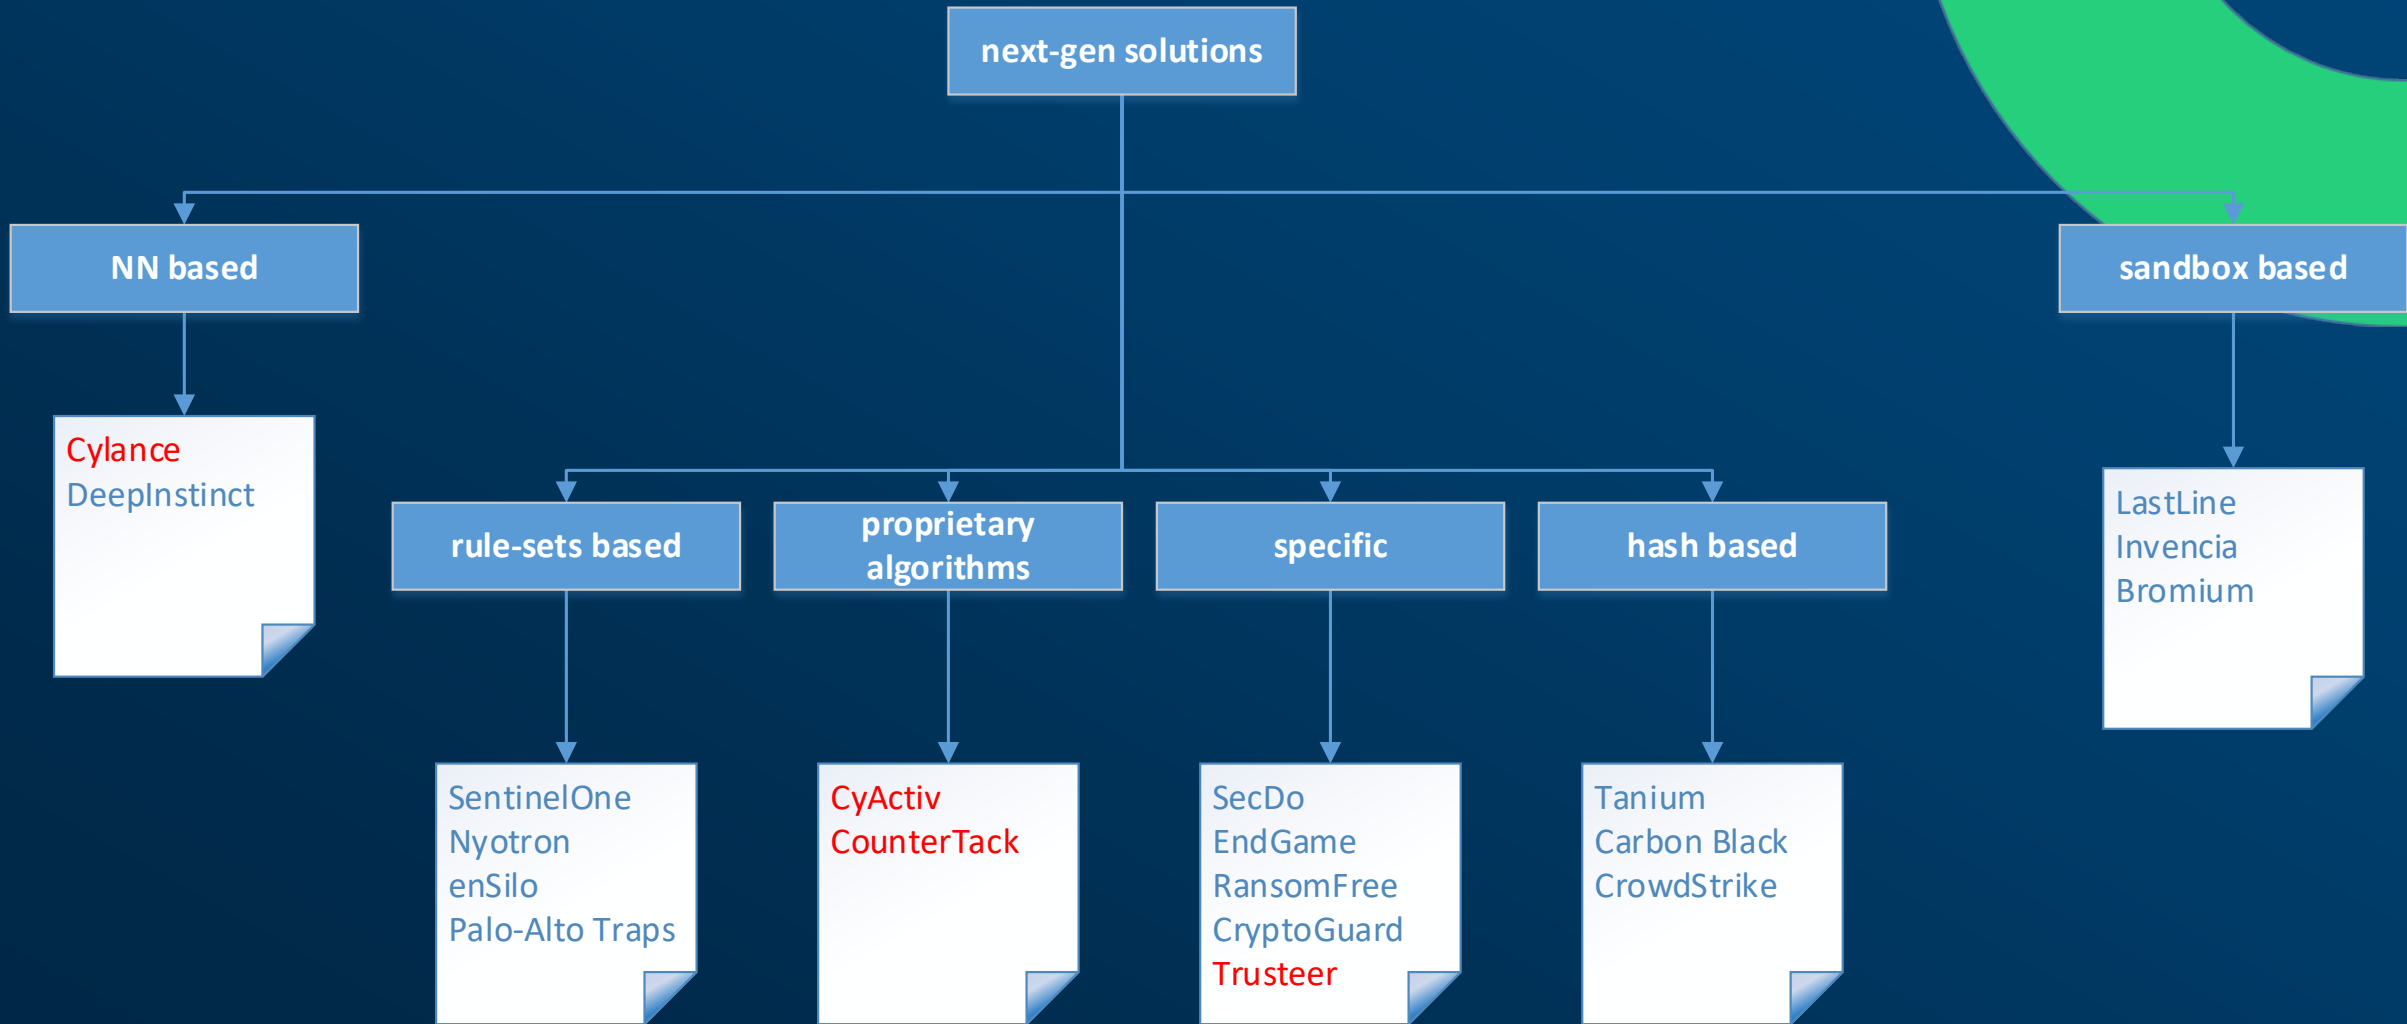 next-gen solutions
NN based
sandbox based
Cylance
DeepInstinct
rule-sets based
proprietary
algorithms
specific
hash based
LastLine
Invencia
Bromium
SentinelOne
Nyotron
enSilo
Palo-Alto Traps
CyActiv
CounterTack
SecDo
EndGame
RansomFree
CryptoGuard
Trusteer
Tanium
Carbon Black
CrowdStrike